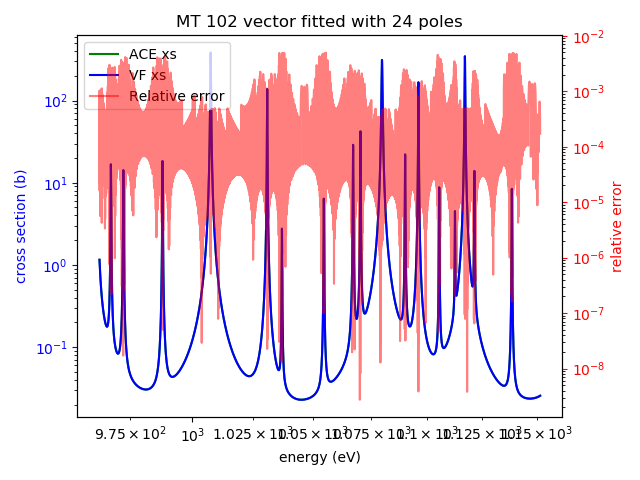 MT 102 vector fitted with 24 poles
ACE xs
VF xs
Relative error
cross section (b)
10²
10¹
10⁰
10⁻¹
10⁻²
10⁻³
10⁻⁴
10⁻⁵
10⁻⁶
10⁻⁷
10⁻⁸
relative error
9.75 × 10² 10³ 1.025 × 10³ 1.05 × 10³ 1.075 × 10³ 1.1 × 10³ 1.125 × 10³ 1.15 × 10³
energy (eV)